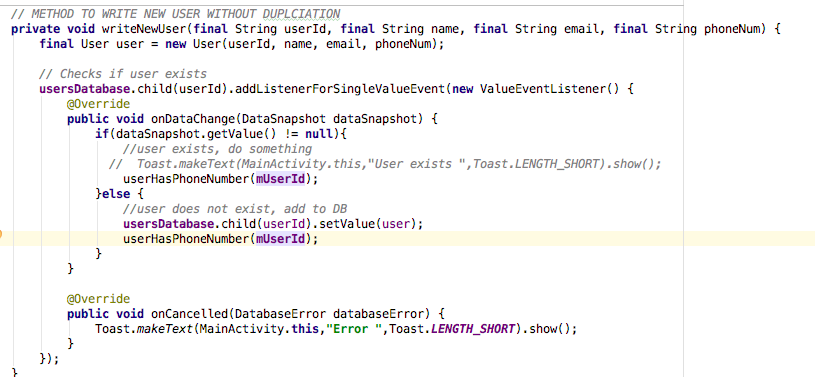 // METHOD TO WRITE NEW USER WITHOUT DUPLCIATION
private void writeNewUser(final String userId, final String name, final String email, final String phoneNum) {
    final User user = new User(userId, name, email, phoneNum);
    // Checks if user exists
    usersDatabase.child(userId).addListenerForSingleValueEvent(new ValueEventListener() {
        @Override
        public void onDataChange(DataSnapshot dataSnapshot) {
            if(dataSnapshot.getValue() != null){
                //user exists, do something
              //  Toast.makeText(MainActivity.this,"User exists ",Toast.LENGTH_SHORT).show();
                userHasPhoneNumber(mUserId);
            }else {
                //user does not exist, add to DB
                usersDatabase.child(userId).setValue(user);
                userHasPhoneNumber(mUserId);
            }
        }
        @Override
        public void onCancelled(DatabaseError databaseError) {
            Toast.makeText(MainActivity.this,"Error ",Toast.LENGTH_SHORT).show();
        }
    });
}